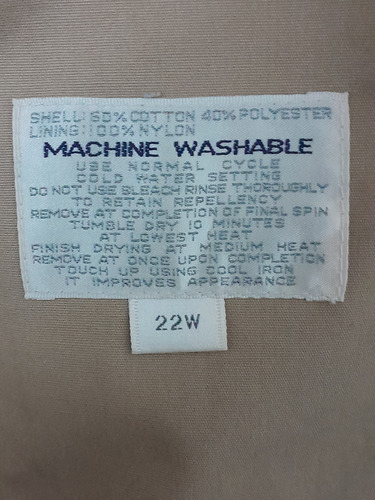 SHELL: 60% COTTON 40% POLYESTER
LINING: 100% NYLON
MACHINE WASHABLE
USE NORMAL CYCLE
COLD WATER SETTING
DO NOT USE BLEACH RINSE THOROUGHLY
TO RETAIN REPELLENCY
REMOVE AT COMPLETION OF FINAL SPIN
TUMBLE DRY 10 MINUTES
AT LOWEST HEAT
FINISH DRYING AT MEDIUM HEAT
REMOVE AT ONCE UPON COMPLETION
TOUCH UP USING COOL IRON
IT IMPROVES APPEARANCE
22W